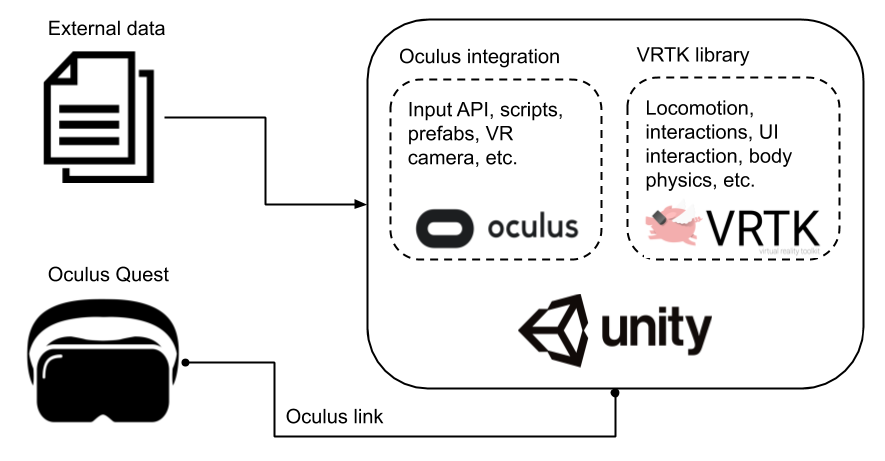 External data
Oculus integration
VRTK library
Input API, scripts,
prefabs, VR
camera, etc.
Locomotion,
interactions, UI
interaction, body
physics, etc.
oculus
VRTK
virtual reality toolkit
Oculus Quest
unity
Oculus link